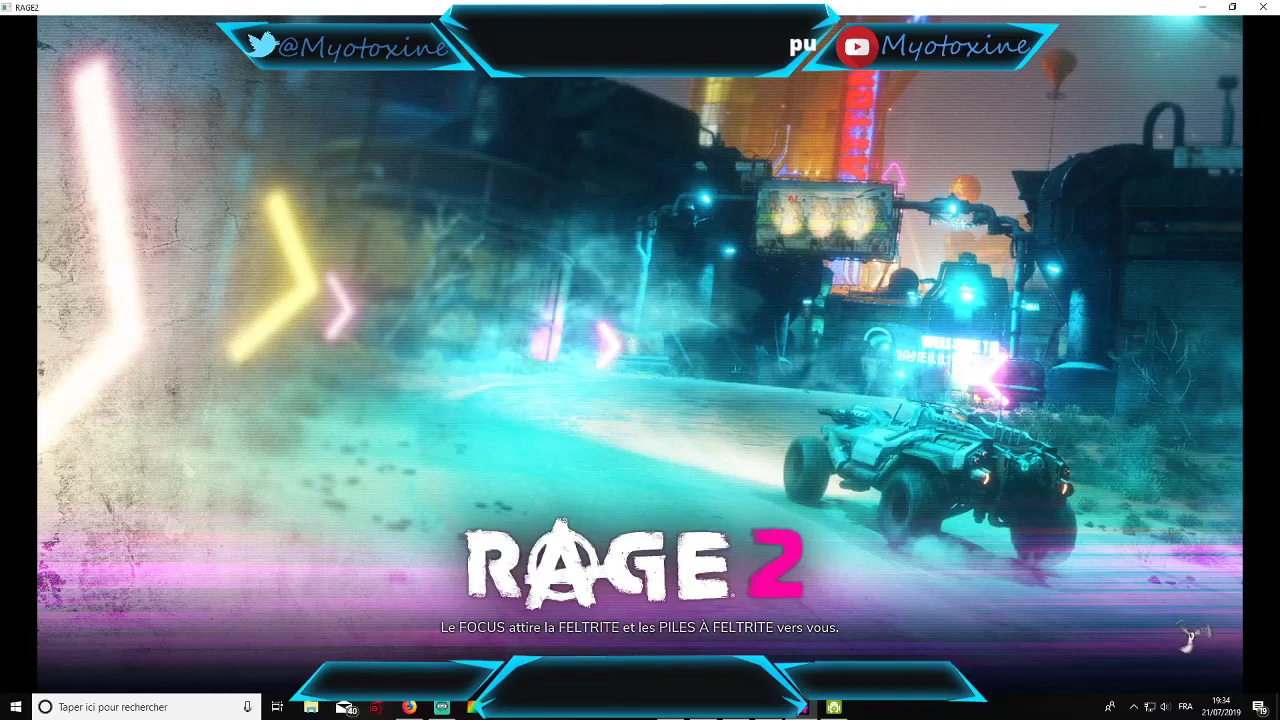 RAGE2
@Myotoxine
pu
Myotoxine
RAGE 2
Le FOCUS attire la FELTRITE et les PILES À FELTRITE vers vous.
Taper ici pour rechercher
40
FRA
19:34
21/07/2019